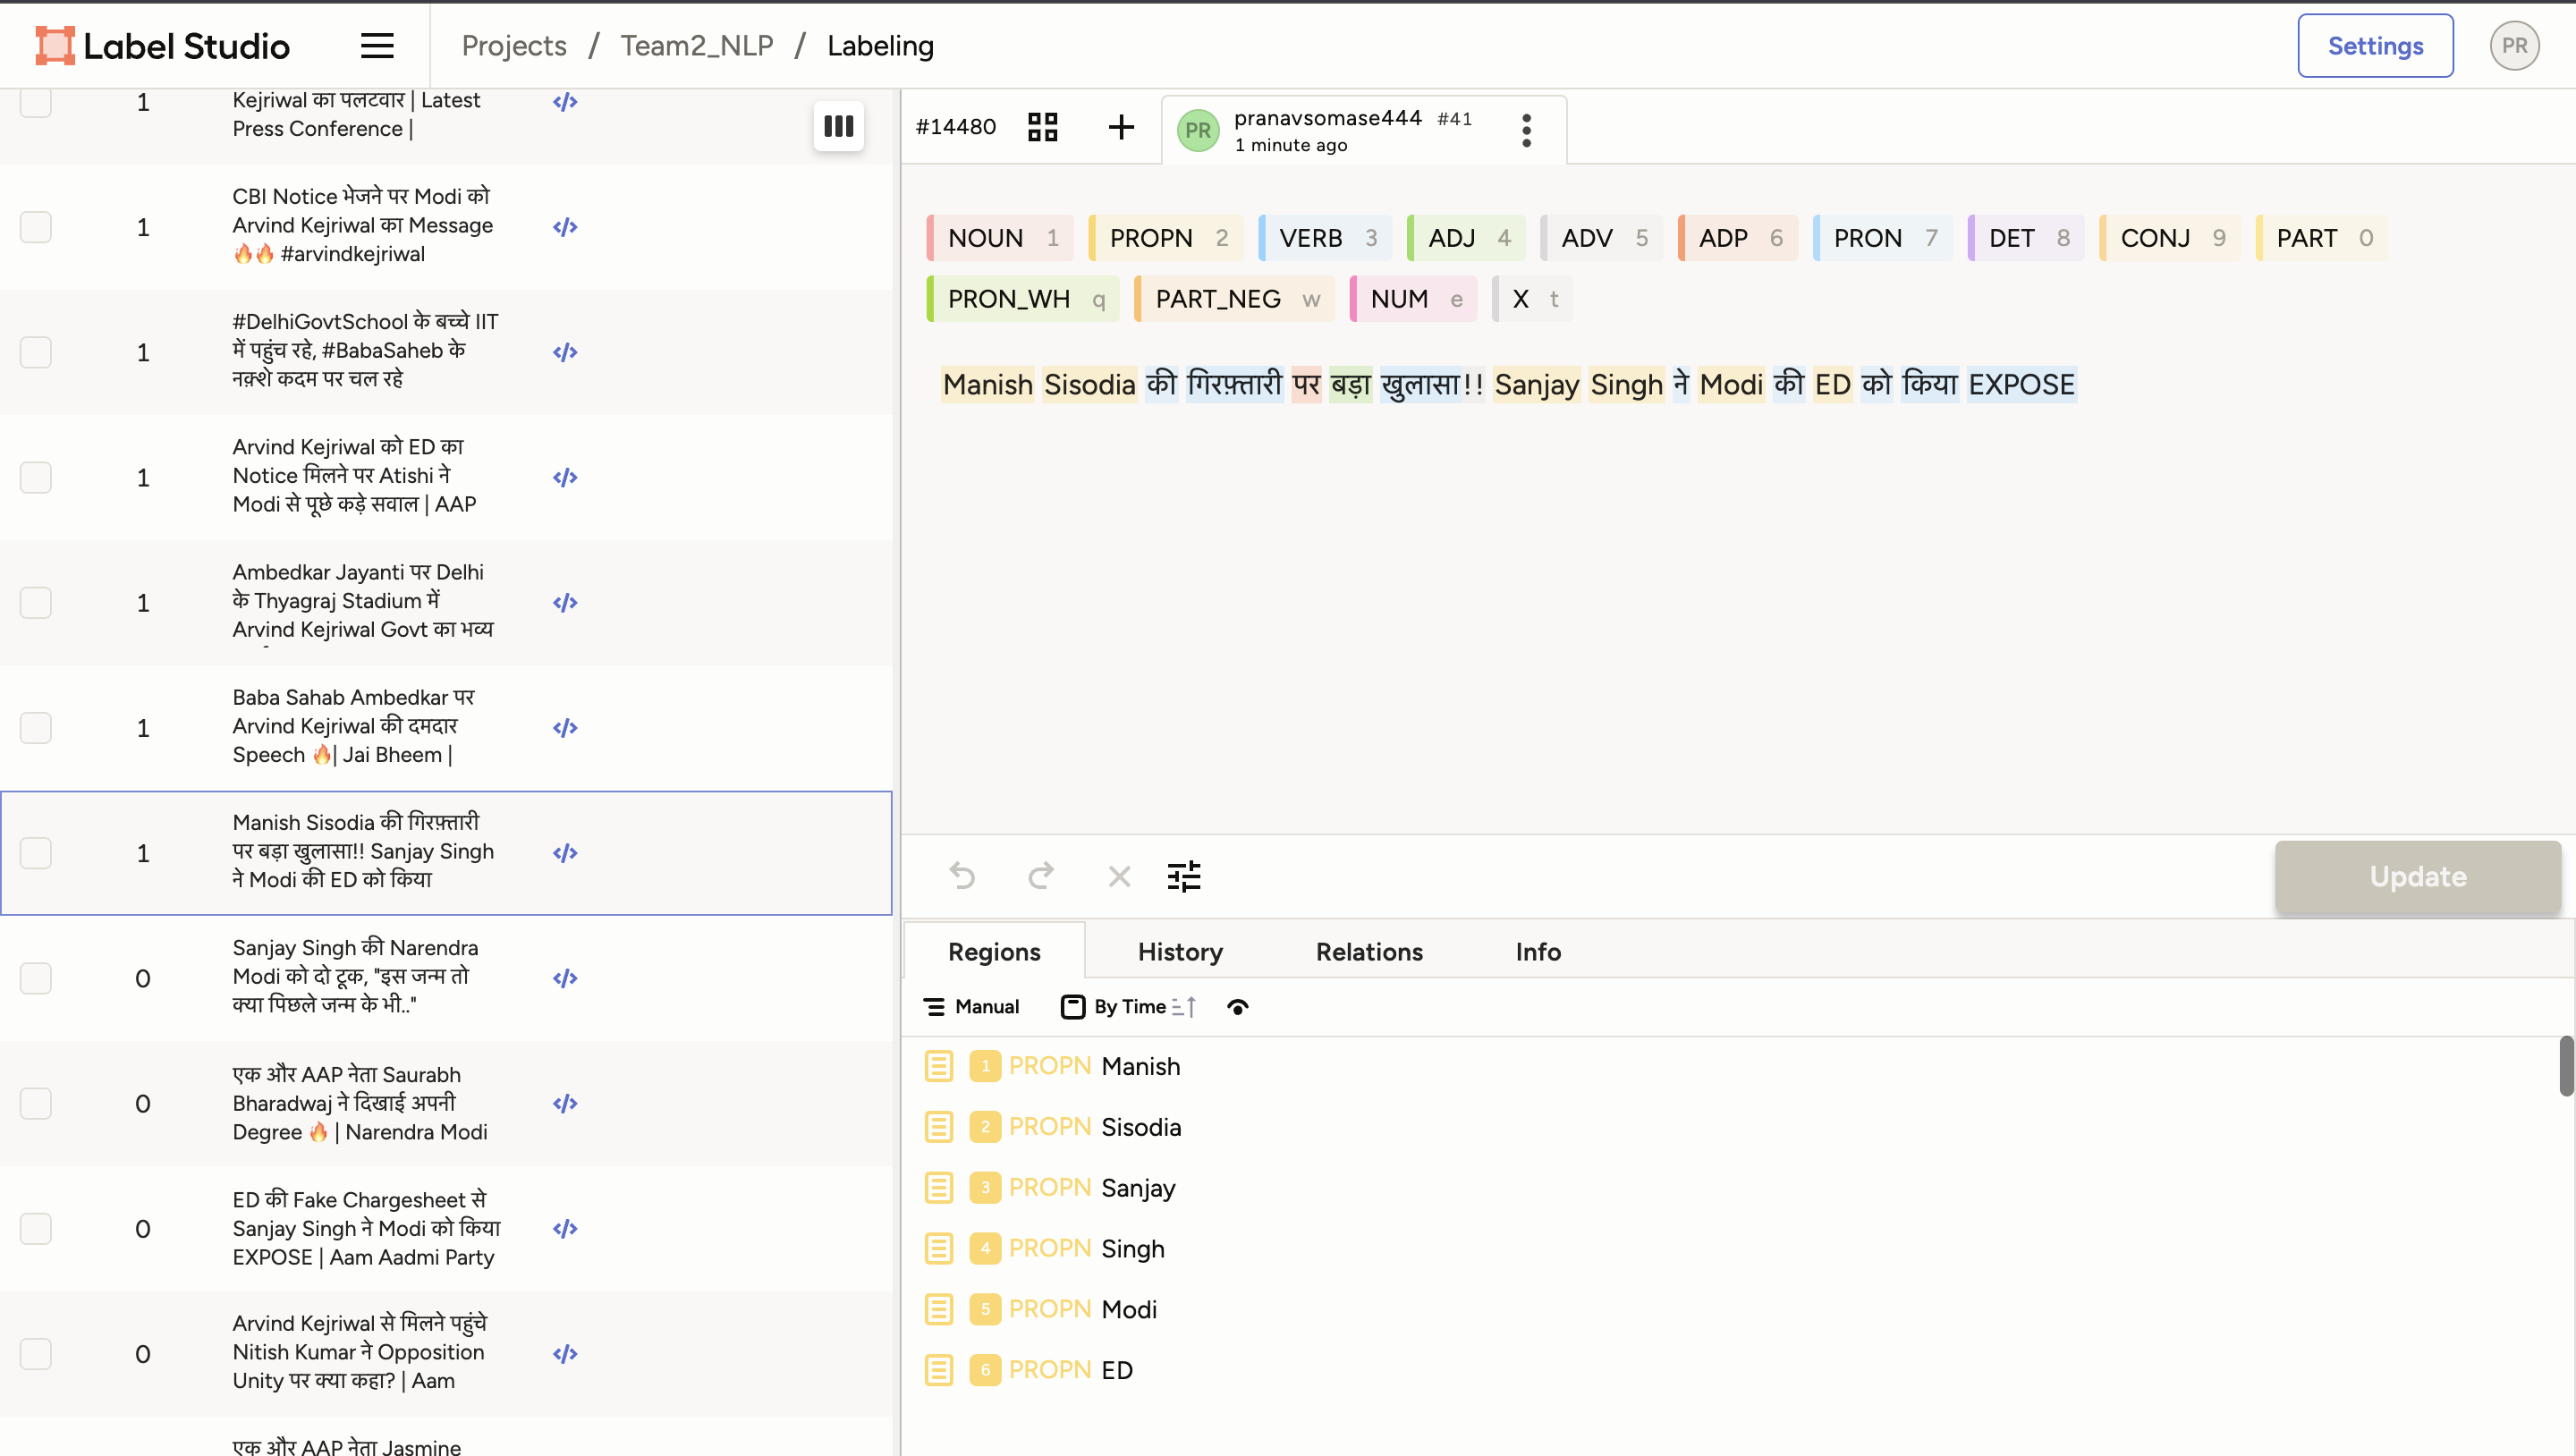 Label Studio
Projects / Team2_NLP / Labeling
Settings
PR
1
Kejriwal का पलटवार | Latest
Press Conference |
</>
1
CBI Notice भेजने पर Modi को
Arvind Kejriwal का Message
🔥🔥 #arvindkejriwal
</>
1
#DelhiGovtSchool के बच्चे IIT
में पहुंच रहे, #BabaSaheb के
नक़्शे कदम पर चल रहे
</>
1
Arvind Kejriwal को ED का
Notice मिलने पर Atishi ने
Modi से पूछे कड़े सवाल | AAP
</>
1
Ambedkar Jayanti पर Delhi
के Thyagraj Stadium में
Arvind Kejriwal Govt का भव्य
</>
1
Baba Sahab Ambedkar पर
Arvind Kejriwal की दमदार
Speech 🔥| Jai Bheem |
</>
1
Manish Sisodia की गिरफ़्तारी
पर बड़ा खुलासा!! Sanjay Singh
ने Modi की ED को किया
</>
0
Sanjay Singh की Narendra
Modi को दो टूक, "इस जन्म तो
क्या पिछले जन्म के भी.."
</>
0
एक और AAP नेता Saurabh
Bharadwaj ने दिखाई अपनी
Degree 🔥 | Narendra Modi
</>
0
ED की Fake Chargesheet से
Sanjay Singh ने Modi को किया
EXPOSE | Aam Aadmi Party
</>
0
Arvind Kejriwal से मिलने पहुंचे
Nitish Kumar ने Opposition
Unity पर क्या कहा? | Aam
</>
एक और AAP नेता Jasmine
#14480
PR
pranavsomase444 #41
1 minute ago
NOUN 1 PROPN 2 VERB 3 ADJ 4 ADV 5 ADP 6 PRON 7 DET 8 CONJ 9 PART 0
PRON_WH q PART_NEG w NUM e X t
Manish Sisodia की गिरफ़्तारी पर बड़ा खुलासा!! Sanjay Singh ने Modi की ED को किया EXPOSE
Update
Regions History Relations Info
Manual By Time
1 PROPN Manish
2 PROPN Sisodia
3 PROPN Sanjay
4 PROPN Singh
5 PROPN Modi
6 PROPN ED